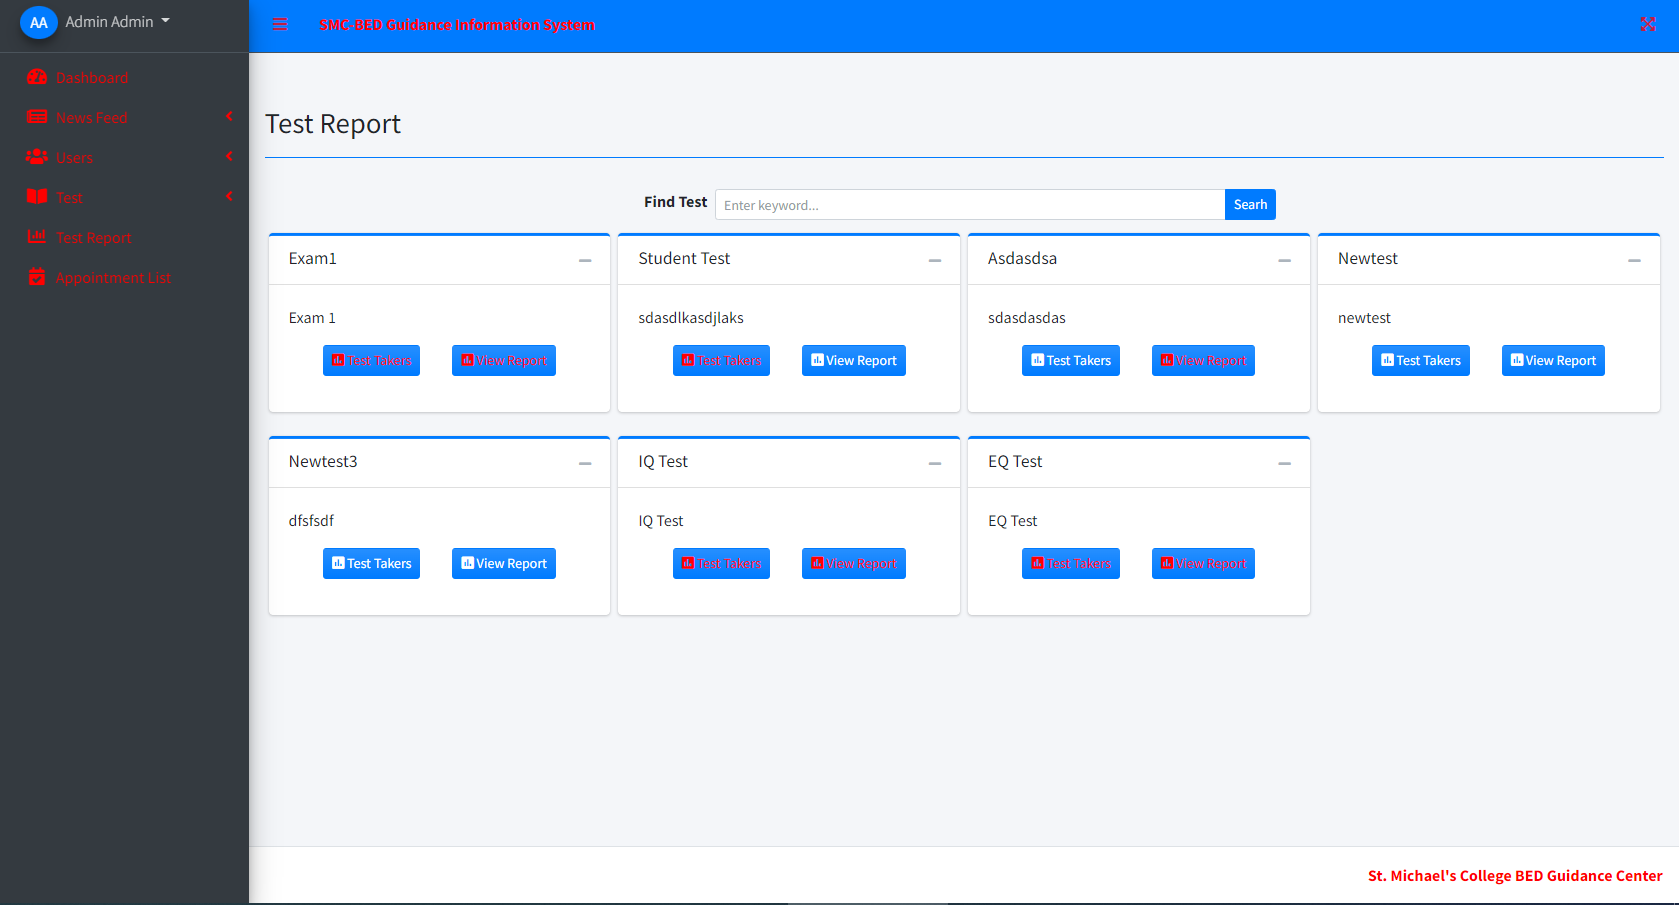 AA Admin Admin
SMC-BED Guidance Information System
Dashboard
News Feed
Users
Test
Test Report
Appointment List
Test Report
Find Test Enter keyword... Searh
Exam1
Exam 1
Test Takers View Report
Student Test
sdasdlkasdjlaks
Test Takers View Report
Asdasdsa
sdasdasdas
Test Takers View Report
Newtest
newtest
Test Takers View Report
Newtest3
dfsfsdf
Test Takers View Report
IQ Test
IQ Test
Test Takers View Report
EQ Test
EQ Test
Test Takers View Report
St. Michael's College BED Guidance Center